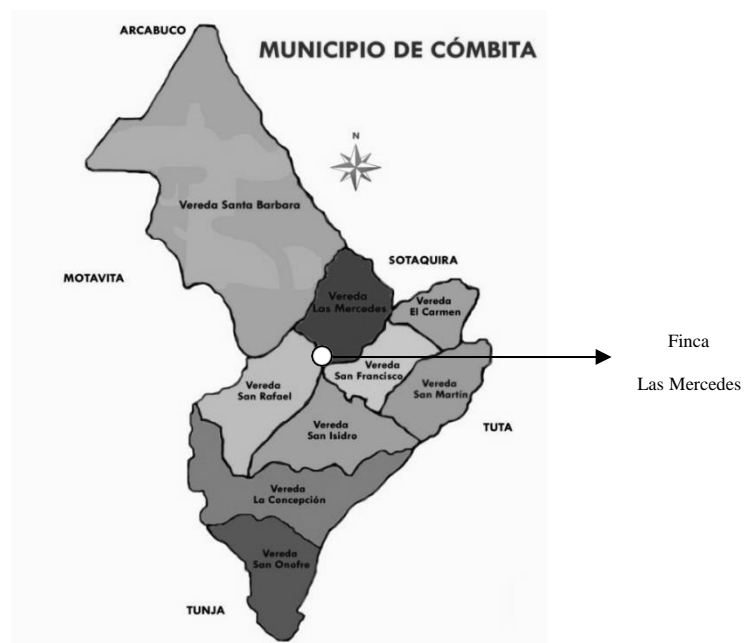 ARCABUCO
MUNICIPIO DE CÓMBITA
N
Vereda Santa Barbara
SOTAQUIRA
MOTAVITA
Vereda
Las Mercedes
Vereda
El Carmen
Finca
Las Mercedes
Vereda
San Francisco
Vereda
San Rafael
Vereda
San Martín
Vereda
San Isidro
TUTA
Vereda
La Concepción
Vereda
San Onofre
TUNJA